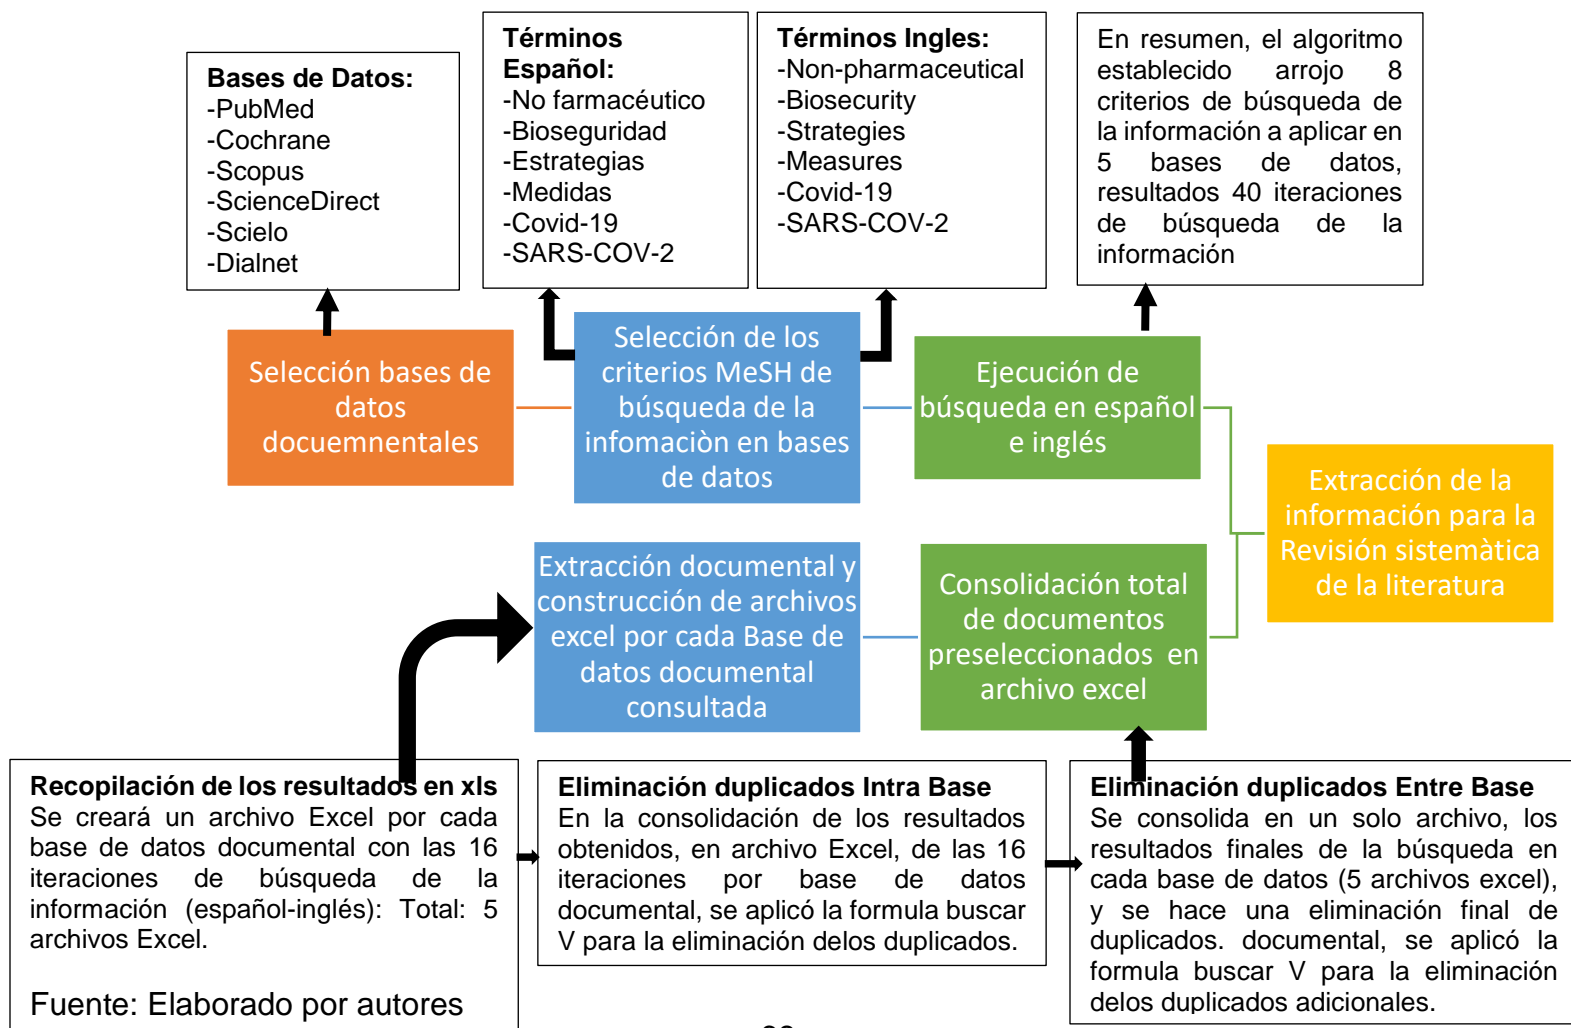 Bases de Datos:
-PubMed
-Cochrane
-Scopus
-ScienceDirect
-Scielo
-Dialnet
Términos
Español:
-No farmacéutico
-Bioseguridad
-Estrategias
-Medidas
-Covid-19
-SARS-COV-2
Términos Ingles:
-Non-pharmaceutical
-Biosecurity
-Strategies
-Measures
-Covid-19
-SARS-COV-2
En resumen, el algoritmo
establecido arrojo 8
criterios de búsqueda de
la información a aplicar en
5 bases de datos,
resultados 40 iteraciones
de búsqueda de la
información
Selección bases de
datos
docuemnentales
Selección de los
criterios MeSH de
búsqueda de la
infomaciòn en bases
de datos
Ejecución de
búsqueda en español
e inglés
Extracción de la
información para la
Revisión sistemàtica
de la literatura
Extracción documental y
construcción de archivos
excel por cada Base de
datos documental
consultada
Consolidación total
de documentos
preseleccionados en
archivo excel
Recopilación de los resultados en xls
Se creará un archivo Excel por cada
base de datos documental con las 16
iteraciones de búsqueda de la
información (español-inglés): Total: 5
archivos Excel.
Fuente: Elaborado por autores
Eliminación duplicados Intra Base
En la consolidación de los resultados
obtenidos, en archivo Excel, de las 16
iteraciones por base de datos
documental, se aplicó la formula buscar
V para la eliminación delos duplicados.
Eliminación duplicados Entre Base
Se consolida en un solo archivo, los
resultados finales de la búsqueda en
cada base de datos (5 archivos excel),
y se hace una eliminación final de
duplicados. documental, se aplicó la
formula buscar V para la eliminación
delos duplicados adicionales.